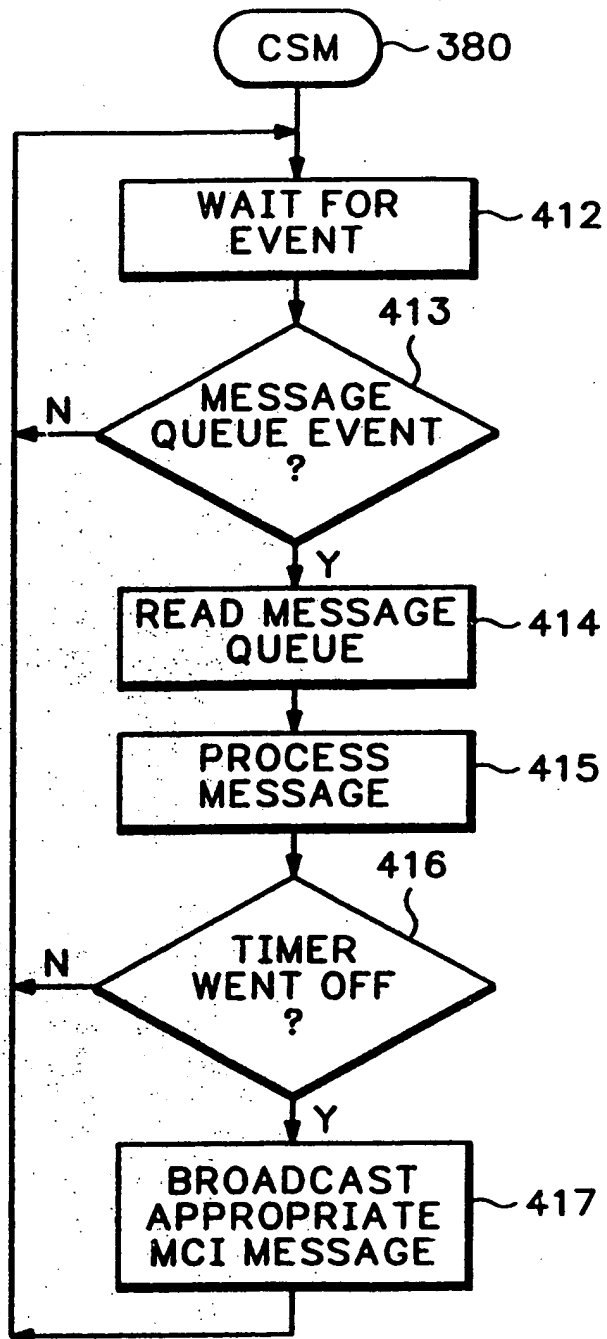 CSM
380
WAIT FOR
EVENT
412
413
MESSAGE
QUEUE EVENT
?
N
Y
READ MESSAGE
QUEUE
414
PROCESS
MESSAGE
415
416
TIMER
WENT OFF
?
N
Y
BROADCAST
APPROPRIATE
MCI MESSAGE
417